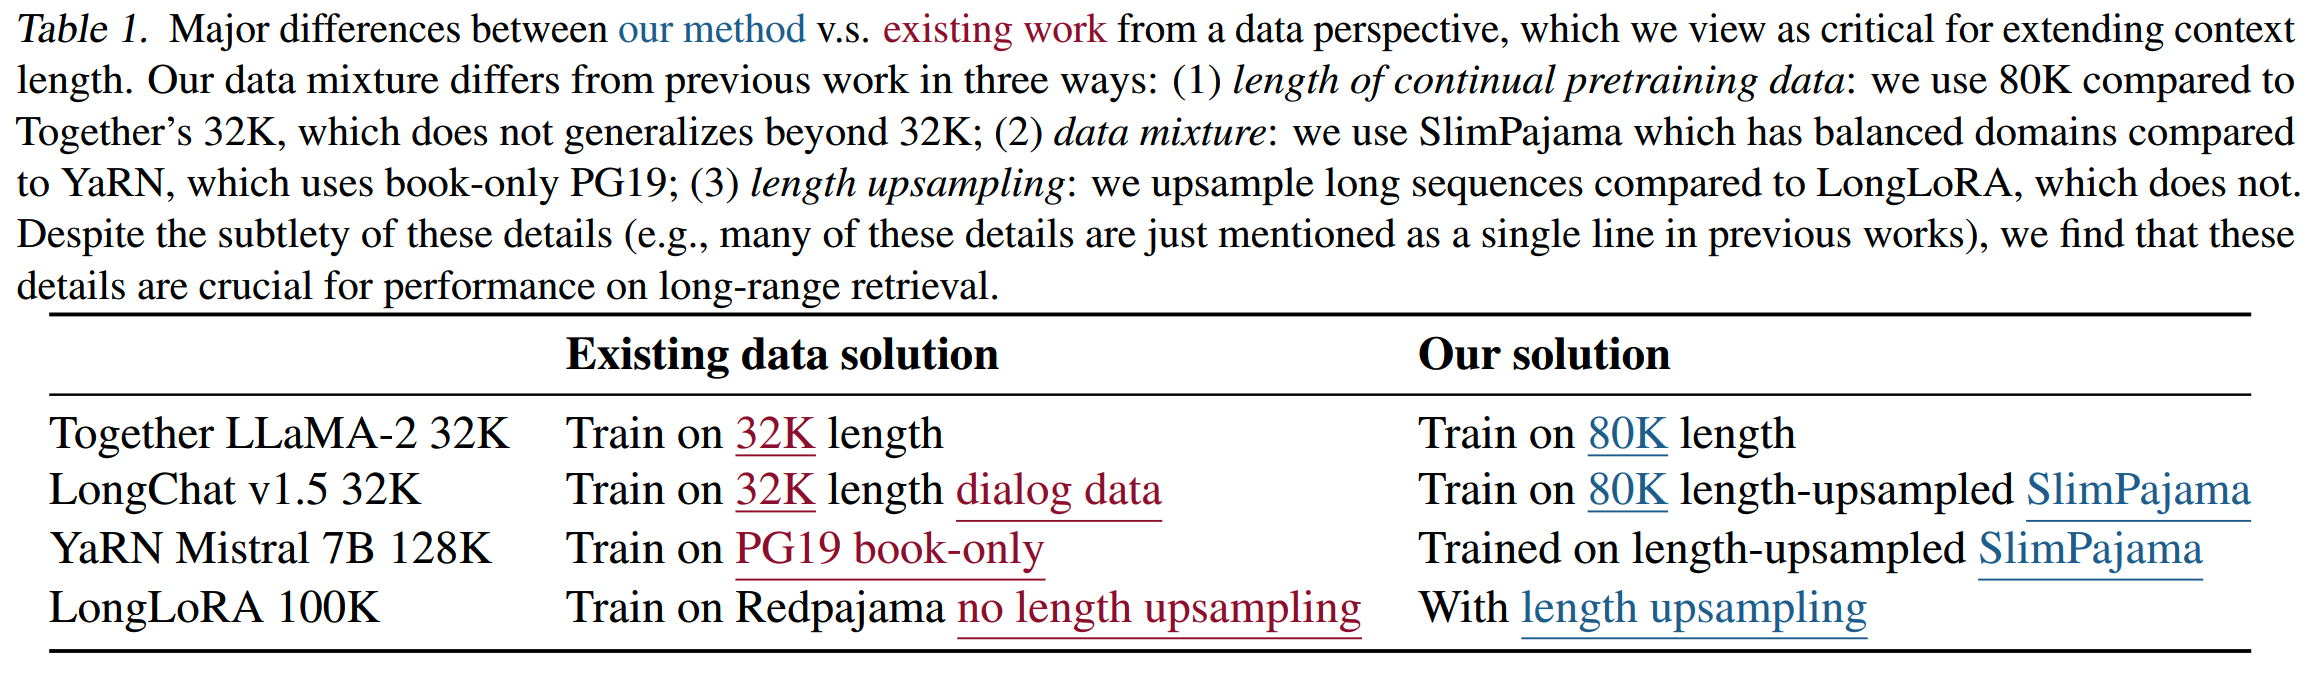 Table 1. Major differences between our method v.s. existing work from a data perspective, which we view as critical for extending context
length. Our data mixture differs from previous work in three ways: (1) length of continual pretraining data: we use 80K compared to
Together's 32K, which does not generalizes beyond 32K; (2) data mixture: we use SlimPajama which has balanced domains compared
to YaRN, which uses book-only PG19; (3) length upsampling: we upsample long sequences compared to LongLoRA, which does not.
Despite the subtlety of these details (e.g., many of these details are just mentioned as a single line in previous works), we find that these
details are crucial for performance on long-range retrieval.
Existing data solution Our solution
Together LLaMA-2 32K Train on 32K length Train on 80K length
LongChat v1.5 32K Train on 32K length dialog data Train on 80K length-upsampled SlimPajama
YaRN Mistral 7B 128K Train on PG19 book-only Trained on length-upsampled SlimPajama
LongLoRA 100K Train on Redpajama no length upsampling With length upsampling